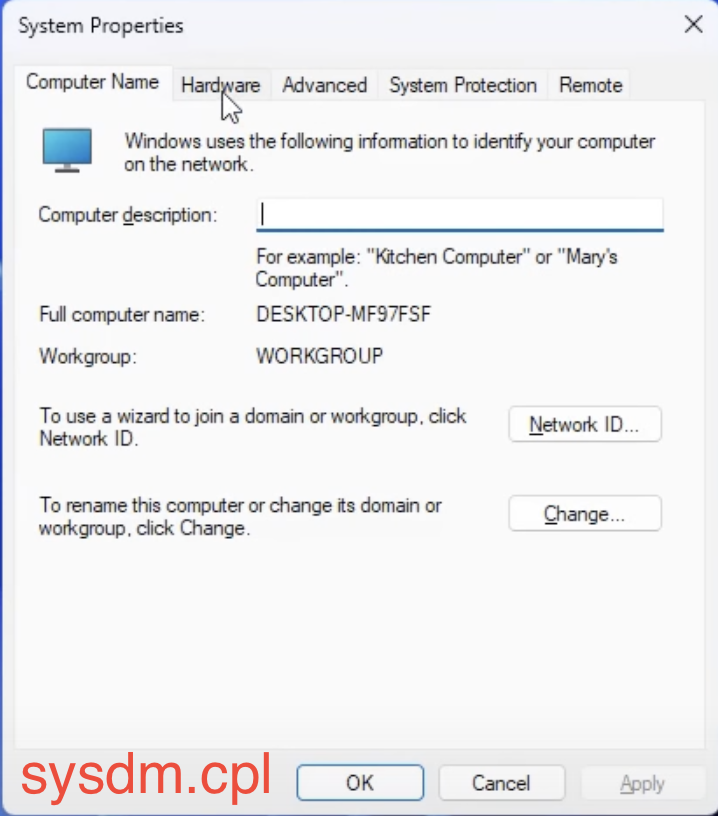 System Properties
Computer Name
Hardware
Advanced
System Protection
Remote
Windows uses the following information to identify your computer
on the network.
Computer description:
For example: "Kitchen Computer" or "Mary's
Computer".
Full computer name:
DESKTOP-MF97FSF
Workgroup:
WORKGROUP
To use a wizard to join a domain or workgroup, click
Network ID.
Network ID...
To rename this computer or change its domain or
workgroup, click Change.
Change...
sysdm.cpl
OK
Cancel
Apply